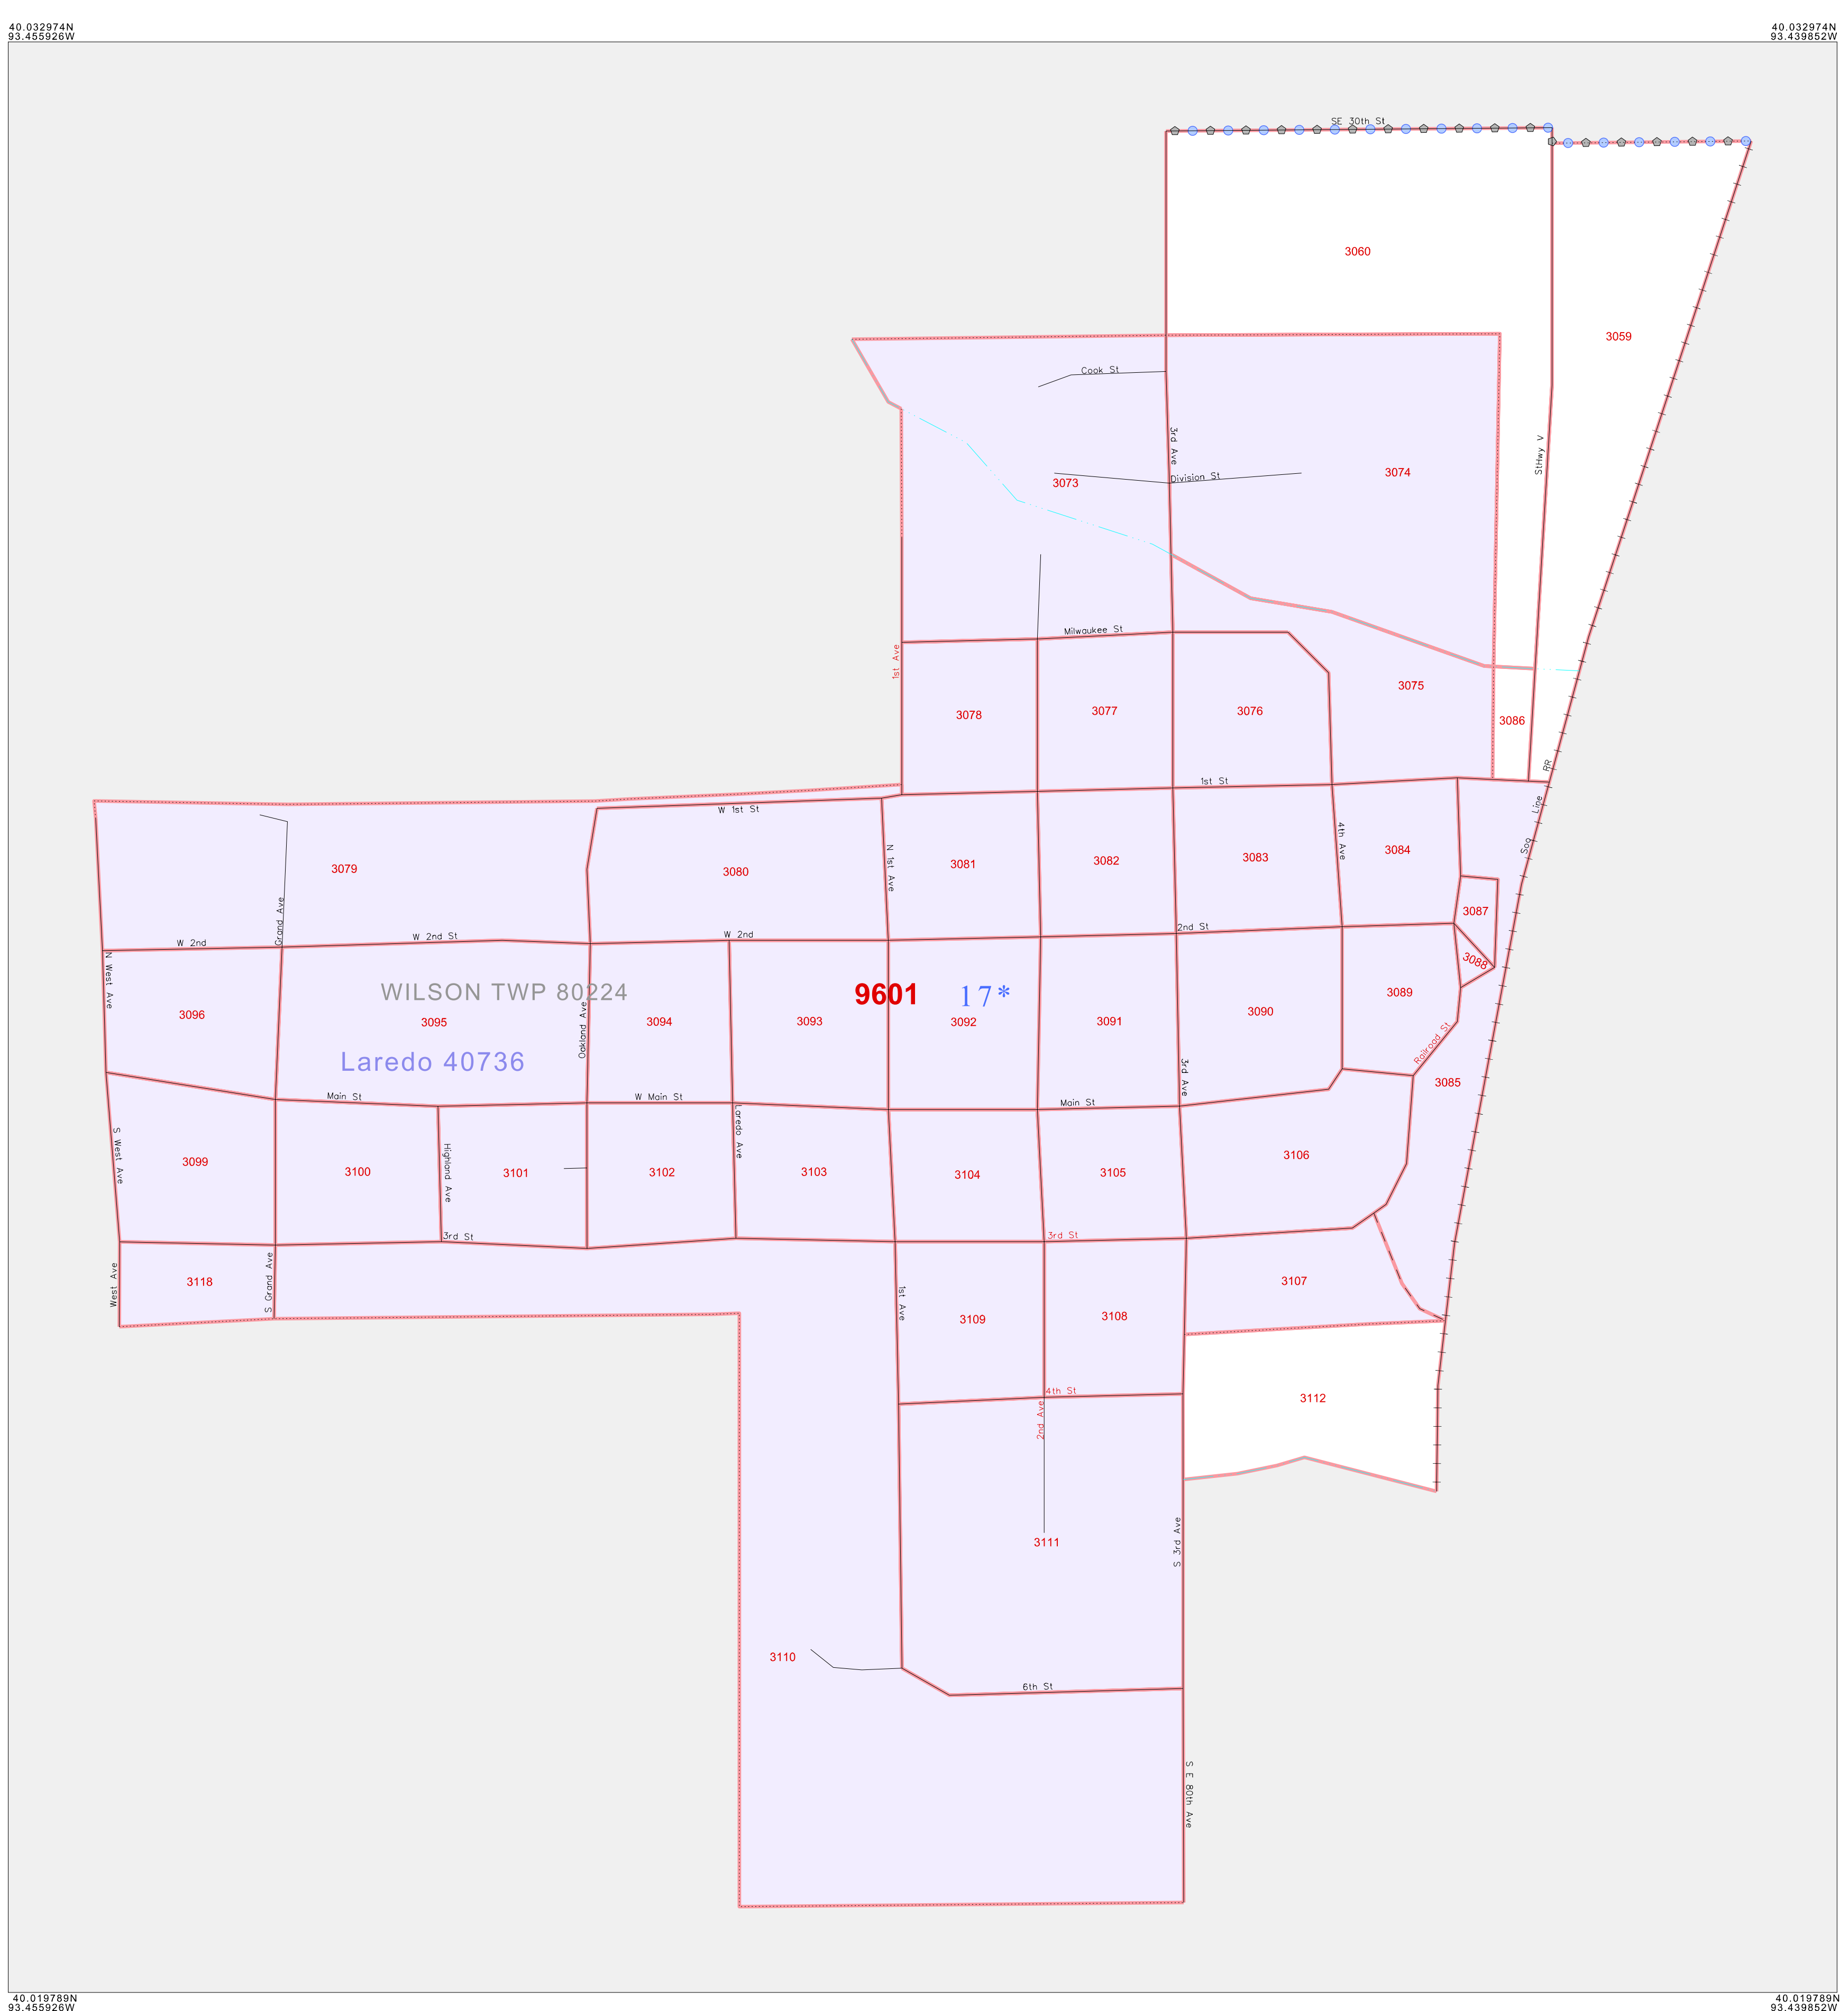 40.032974N
93.455926W
40.032974N
93.439852W
SE 30th St
3060
3059
Cook St
3rd Ave
StHwy V
Division St
3073
3074
Milwaukee St
1st Ave
3075
3078
3077
3076
3086
RR
1st St
W 1st St
Line
Soo
4th Ave
N 1st Ave
3079
3080
3081
3082
3083
3084
3087
Grand Ave
W 2nd
W 2nd St
W 2nd
2nd St
3088
N West Ave
WILSON TWP 80224
9601
17*
3089
3096
3095
Oakland Ave
3094
3093
3092
3091
3090
Railroad St
Laredo 40736
3rd Ave
3085
Main St
W Main St
Main St
Laredo Ave
S West Ave
Highland Ave
3099
3100
3101
3102
3103
3104
3105
3106
3rd St
3rd St
West Ave
3118
S Grand Ave
1st Ave
3109
3108
3107
4th St
2nd Ave
3112
S 3rd Ave
3111
3110
6th St
S E 80th Ave
40.019789N
93.455926W
40.019789N
93.439852W